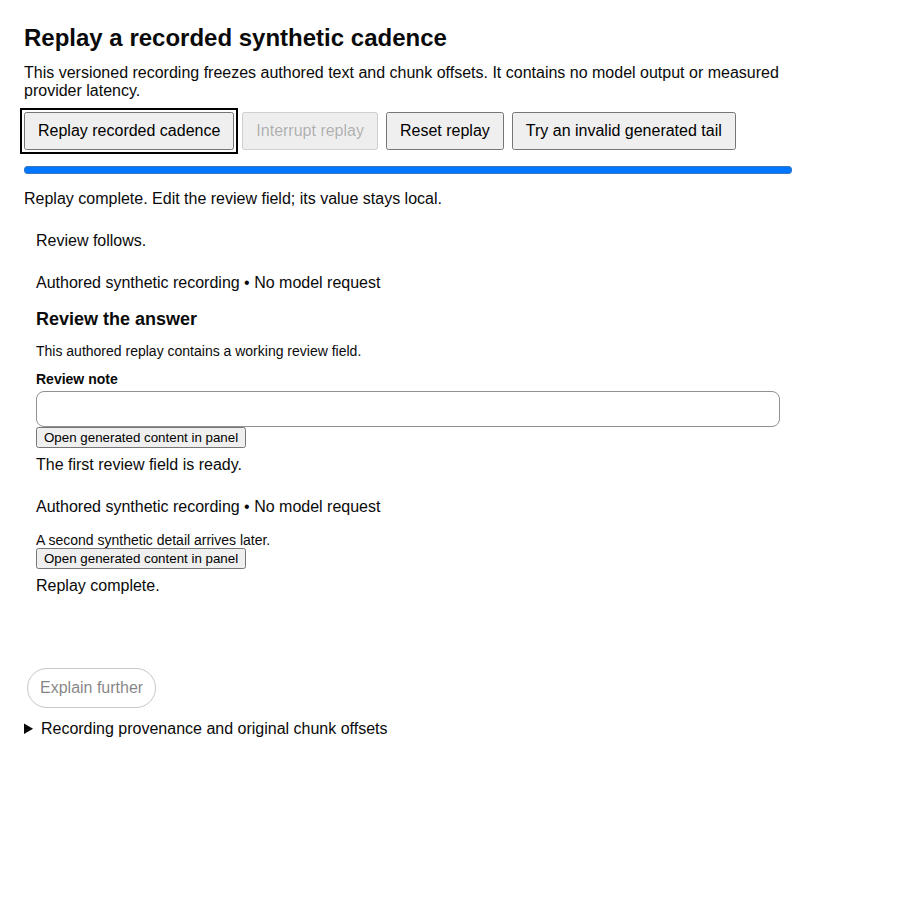 Replay a recorded synthetic cadence
This versioned recording freezes authored text and chunk offsets. It contains no model output or measured
provider latency.
Replay recorded cadence
Interrupt replay
Reset replay
Try an invalid generated tail
Replay complete. Edit the review field; its value stays local.
Review follows.
Authored synthetic recording • No model request
Review the answer
This authored replay contains a working review field.
Review note
Open generated content in panel
The first review field is ready.
Authored synthetic recording • No model request
A second synthetic detail arrives later.
Open generated content in panel
Replay complete.
Explain further
Recording provenance and original chunk offsets